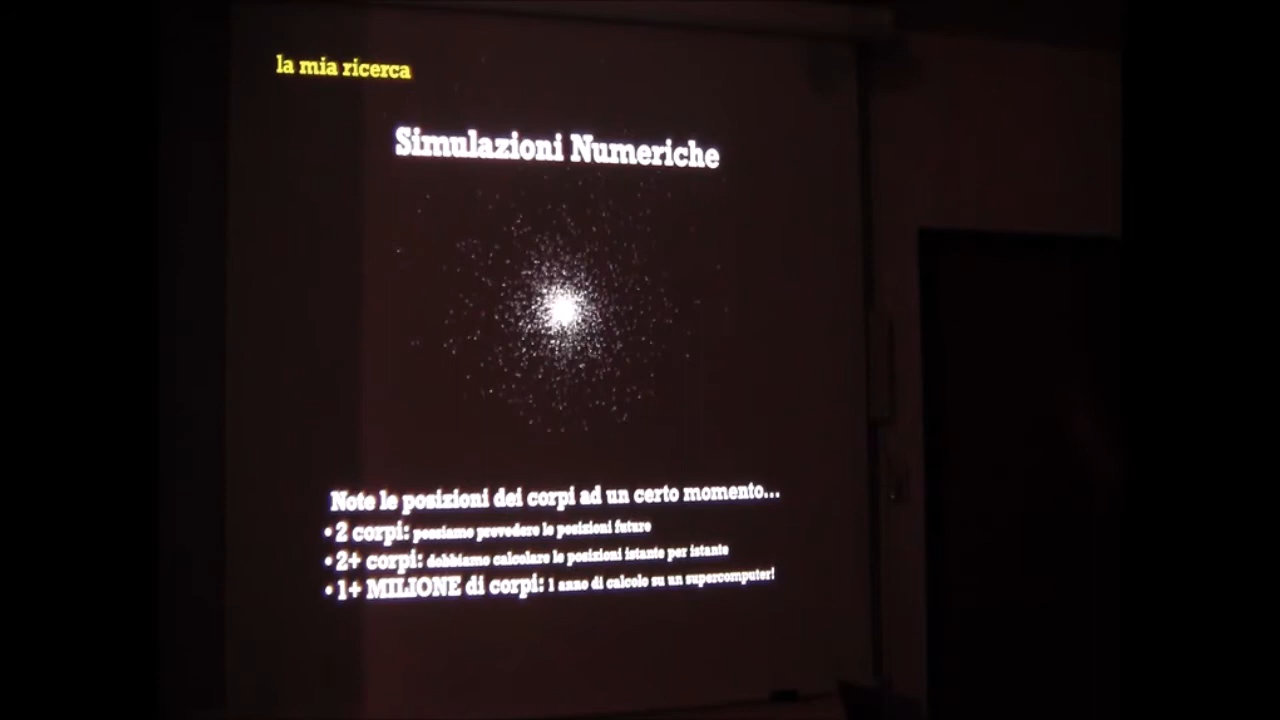 la mia ricerca
Simulazioni Numeriche
Note le posizioni dei corpi ad un certo momento...
• 2 corpi: possiamo prevedere le posizioni future
• 2+ corpi: dobbiamo calcolare le posizioni istante per istante
• 1+ MILIONE di corpi: 1 anno di calcolo su un supercomputer!